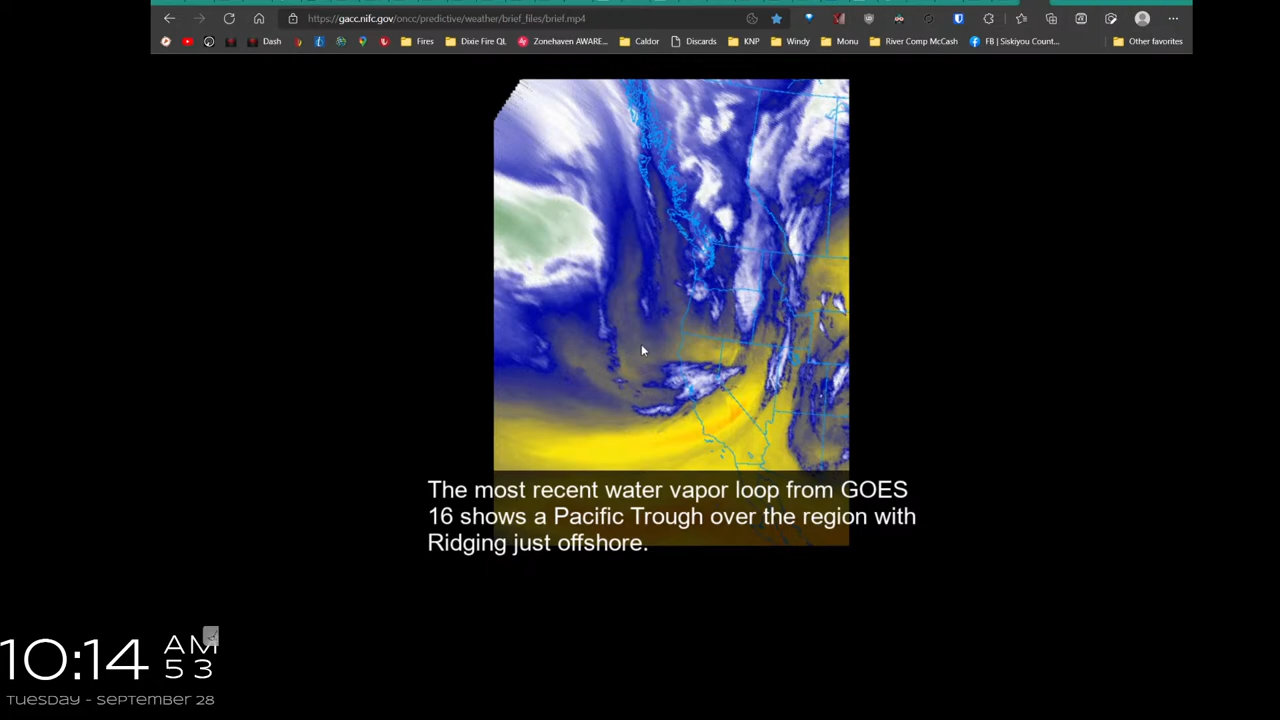 https://gacc.nifc.gov/oncc/predictive/weather/brief_files/brief.mp4
Dash Fires Dixie Fire QL Zonehaven AWARE... Caldor Discards KNP Windy Monu River Comp McCash FB | Siskiyou Count... Other favorites
The most recent water vapor loop from GOES
16 shows a Pacific Trough over the region with
Ridging just offshore.
10:14 AM
53
TUESDAY - SEPTEMBER 28